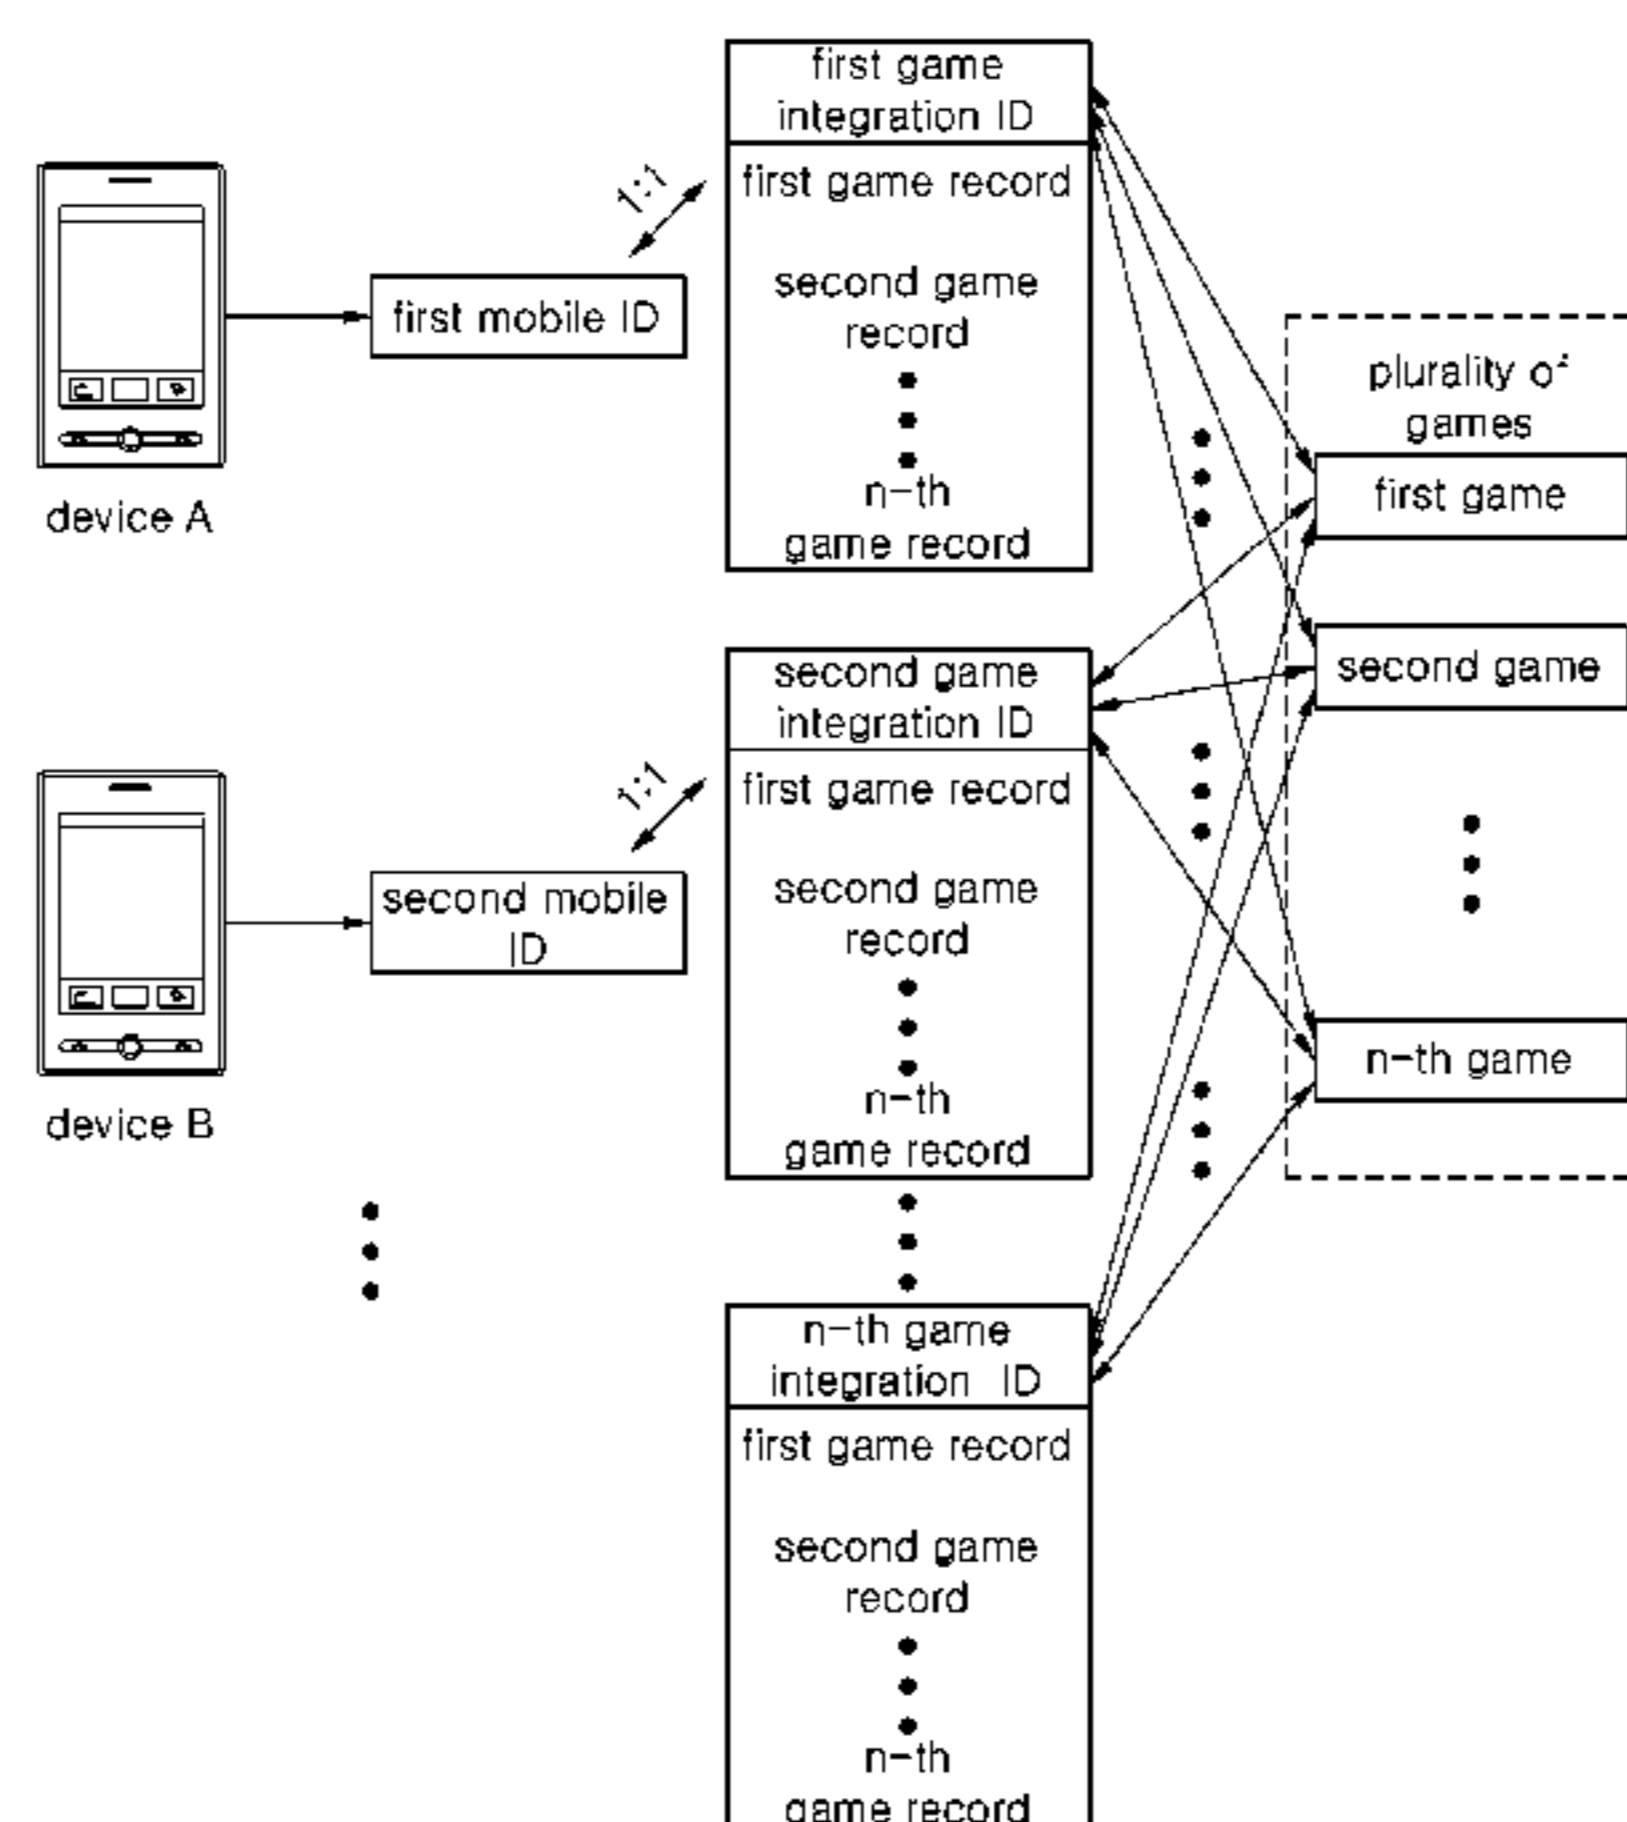 first game
integration ID
first game record
second game
record
n-th
game record
1:1
first mobile ID
device A
plurality of
games
first game
second game
n-th game
second game
integration ID
first game record
second game
record
n-th
game record
1:1
second mobile
ID
device B
n-th game
integration ID
first game record
second game
record
n-th
game record